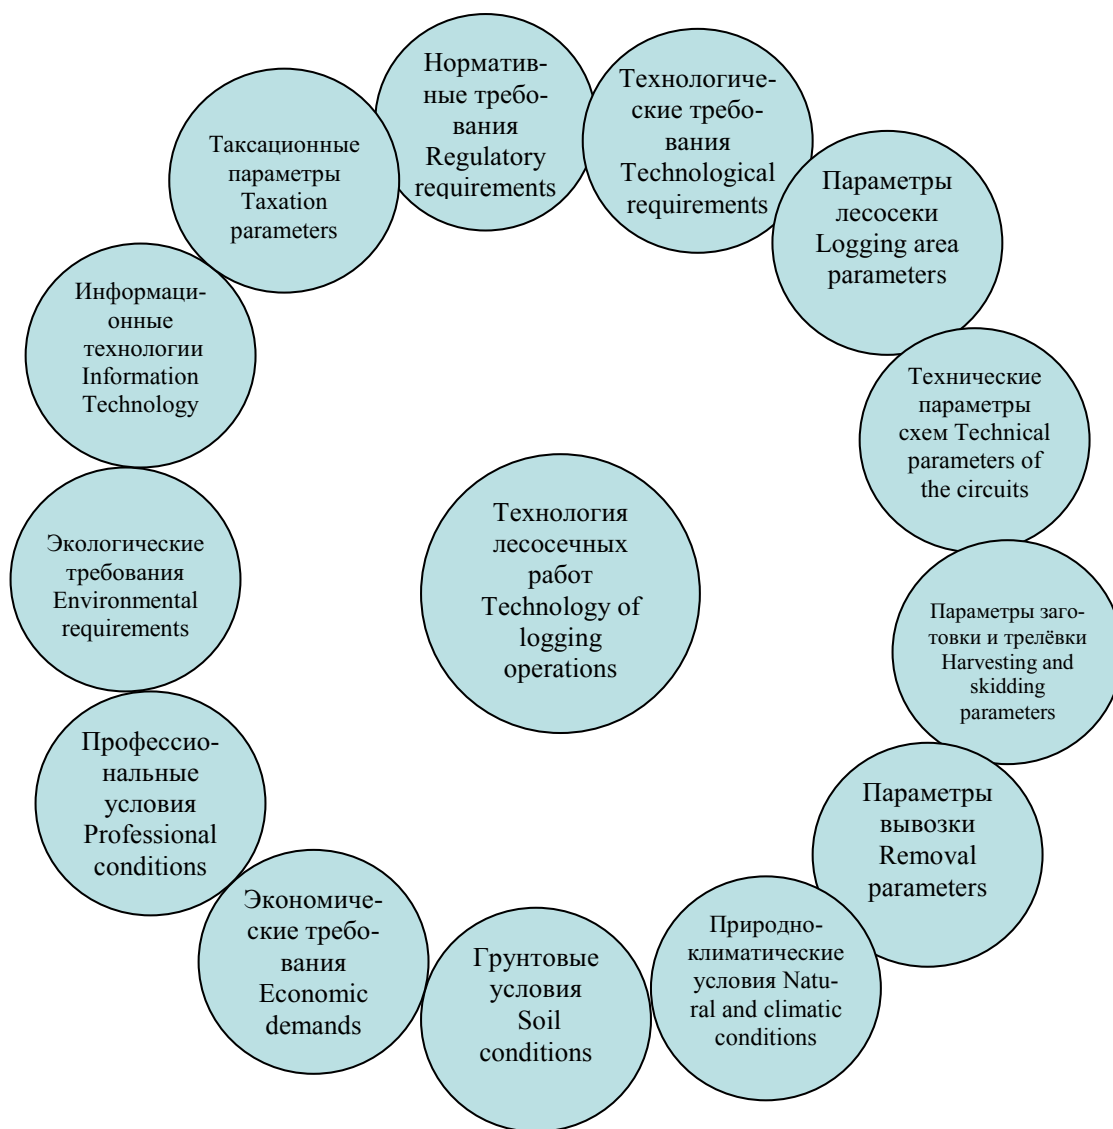 Норматив-
ные требо-
вания
Regulatory
requirements
Технологиче-
ские требо-
вания
Technological
requirements
Параметры
лесосеки
Logging area
parameters
Технические
параметры
схем Technical
parameters of
the circuits
Параметры заго-
товки и трелёвки
Harvesting and
skidding
parameters
Параметры
вывозки
Removal
parameters
Природно-
климатические
условия Natu-
ral and climatic
conditions
Грунтовые
условия
Soil
conditions
Экономиче-
ские требо-
вания
Economic
demands
Професcио-
нальные
условия
Professional
conditions
Экологические
требования
Environmental
requirements
Информаци-
онные
технологии
Information
Technology
Таксационные
параметры
Taxation
parameters
Технология
лесосечных
работ
Technology of
logging
operations